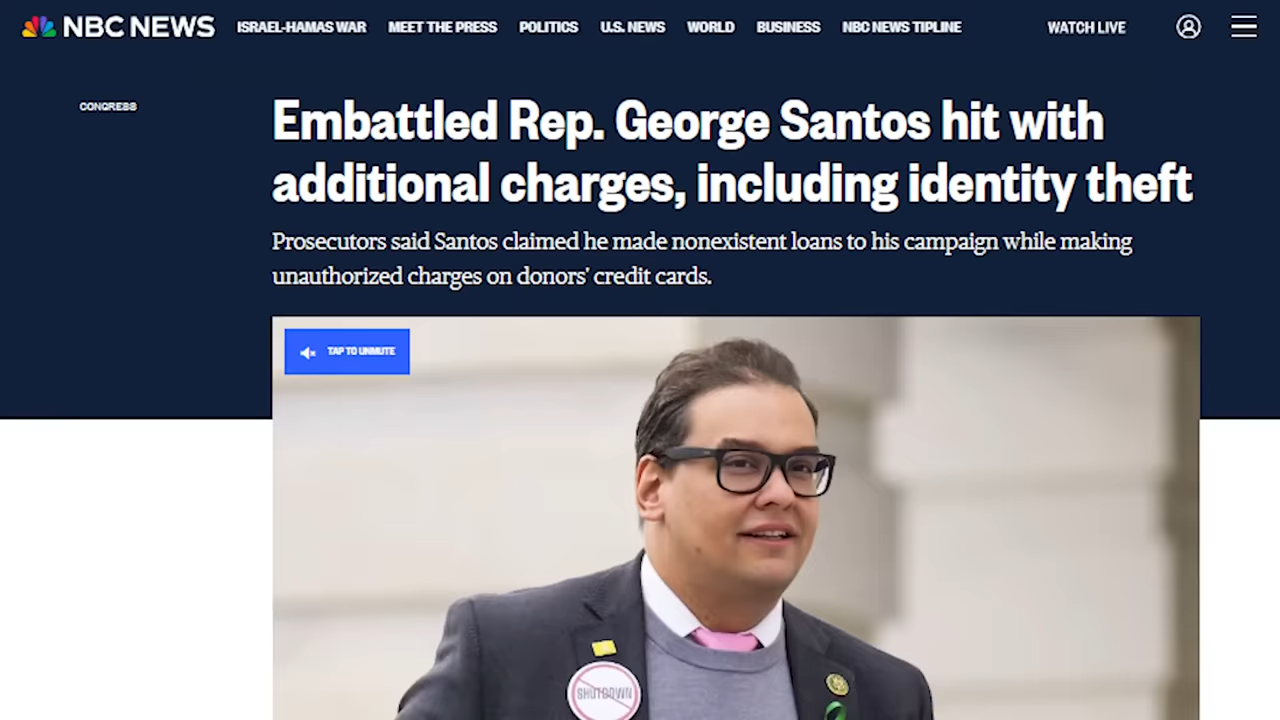 NBC NEWS ISRAEL-HAMAS WAR MEET THE PRESS POLITICS U.S. NEWS WORLD BUSINESS NBC NEWS TIPLINE WATCH LIVE
CONGRESS
Embattled Rep. George Santos hit with
additional charges, including identity theft
Prosecutors said Santos claimed he made nonexistent loans to his campaign while making
unauthorized charges on donors' credit cards.
TAP TO UNMUTE
SHUTDOWN